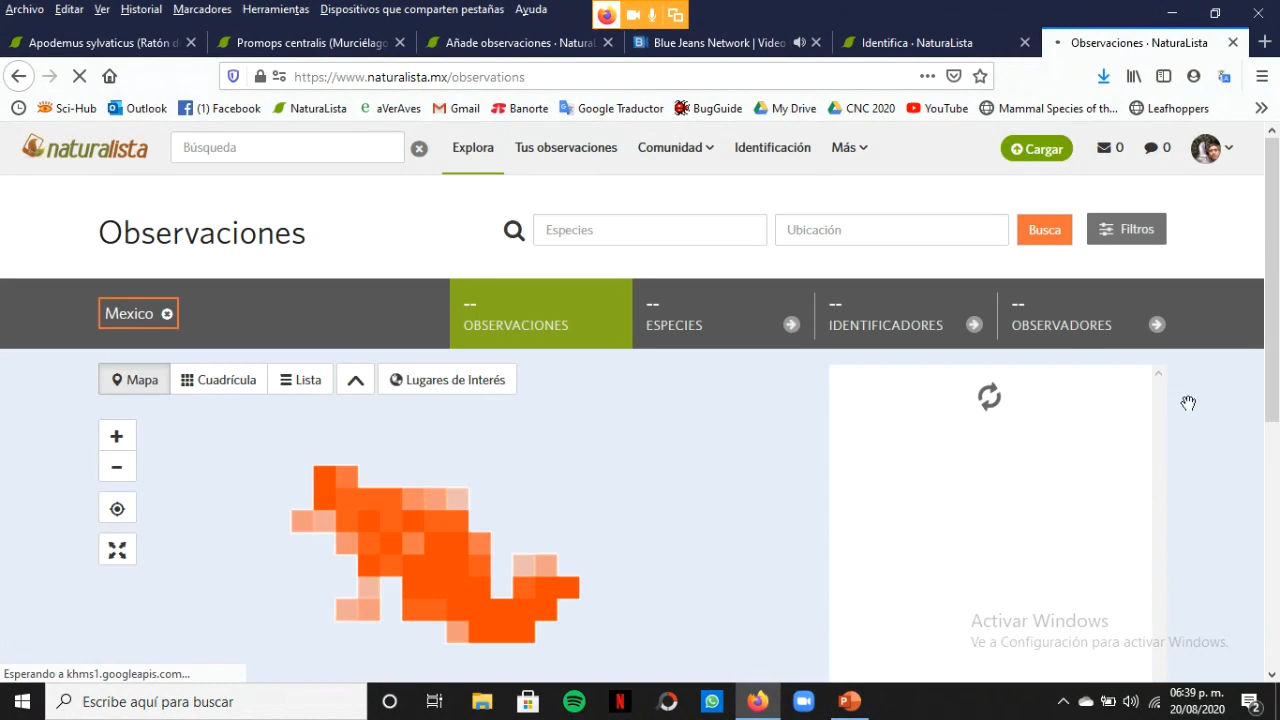 Archivo Editar Ver Historial Marcadores Herramientas Dispositivos que comparten pestañas Ayuda
Apodemus sylvaticus (Ratón d
Promops centralis (Murciélago
Añade observaciones · Natural
Blue Jeans Network | Video
Identifica · NaturaLista
Observaciones · NaturaLista
https://www.naturalista.mx/observations
Sci-Hub Outlook (1) Facebook NaturaLista aVerAves Gmail Banorte Google Traductor BugGuide My Drive CNC 2020 YouTube Mammal Species of th... Leafhoppers
naturalista
Búsqueda
Explora Tus observaciones Comunidad Identificación Más
Cargar 0 0
Observaciones
Especies
Ubicación
Busca
Filtros
Mexico
-- OBSERVACIONES
-- ESPECIES
-- IDENTIFICADORES
-- OBSERVADORES
Mapa Cuadrícula Lista Lugares de Interés
+
−
Activar Windows
Ve a Configuración para activar Windows.
Esperando a khms1.googleapis.com...
Escribe aquí para buscar
06:39 p. m.
20/08/2020
2